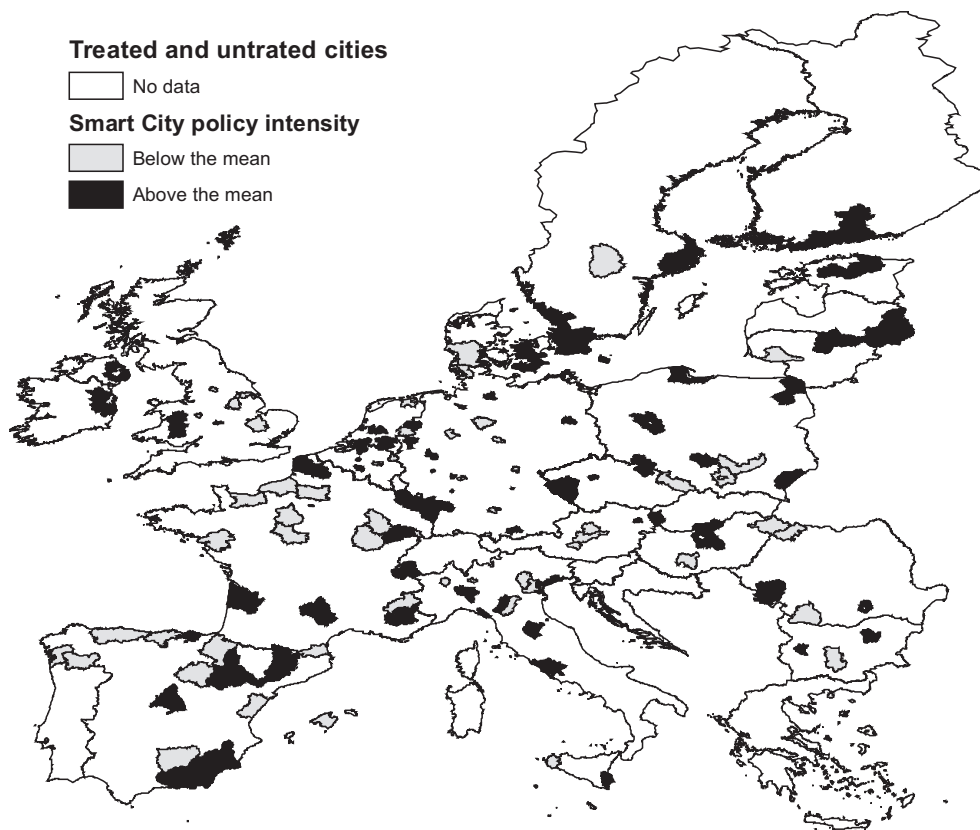 Treated and untrated cities
No data
Smart City policy intensity
Below the mean
Above the mean